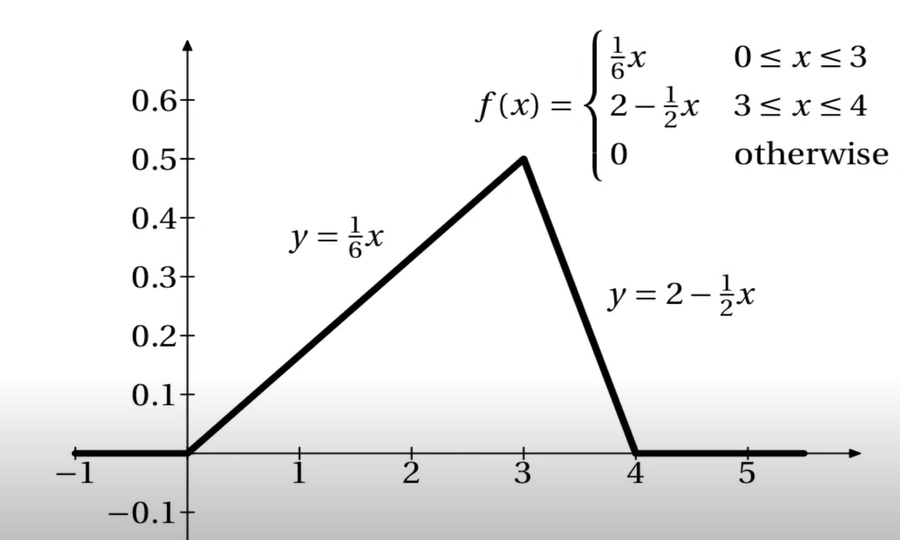 f(x) = { 1/6 x    0 ≤ x ≤ 3
2 − 1/2 x    3 ≤ x ≤ 4
0    otherwise
0.6
0.5
0.4
y = 1/6 x
0.3
y = 2 − 1/2 x
0.2
0.1
−1 1 2 3 4 5
−0.1